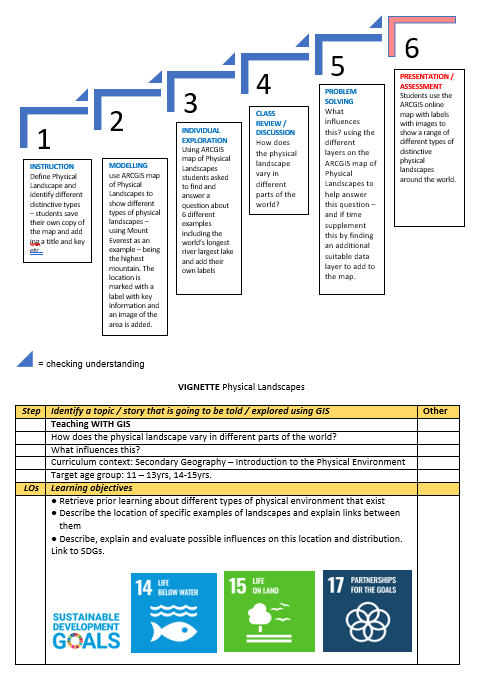 1
INSTRUCTION
Define Physical
Landscape and
identify different
distinctive types
– students save
their own copy of
the map and add
a title and key
etc..
2
MODELLING
use ARCGIS map
of Physical
Landscapes to
show different
types of physical
landscapes –
using Mount
Everest as an
example – being
the highest
mountain. The
location is
marked with a
label with key
information and
an image of the
area is added.
3
INDIVIDUAL
EXPLORATION
Using ARCGIS
map of Physical
Landscapes
students asked
to find and
answer a
question about
6 different
examples
including the
world's longest
river largest lake
and add their
own labels
4
CLASS
REVIEW /
DISCUSSION
How does
the physical
landscape
vary in
different
parts of the
world?
5
PROBLEM
SOLVING
What
influences
this? using the
different
layers on the
ARCGIS map of
Physical
Landscapes to
help answer
this question –
and if time
supplement
this by finding
an additional
suitable data
layer to add to
the map.
6
PRESENTATION /
ASSESSMENT
Students use the
ARCGIS online
map with labels
with images to
show a range of
different types of
distinctive
physical
landscapes
around the world.
= checking understanding
VIGNETTE Physical Landscapes
Step Identify a topic / story that is going to be told / explored using GIS Other
Teaching WITH GIS
How does the physical landscape vary in different parts of the world?
What influences this?
Curriculum context: Secondary Geography – Introduction to the Physical Environment
Target age group: 11 – 13yrs, 14-15yrs.
LOs Learning objectives
● Retrieve prior learning about different types of physical environment that exist
● Describe the location of specific examples of landscapes and explain links between
them
● Describe, explain and evaluate possible influences on this location and distribution.
Link to SDGs.
SUSTAINABLE
DEVELOPMENT
GOALS
14 LIFE
BELOW WATER
15 LIFE
ON LAND
17 PARTNERSHIPS
FOR THE GOALS